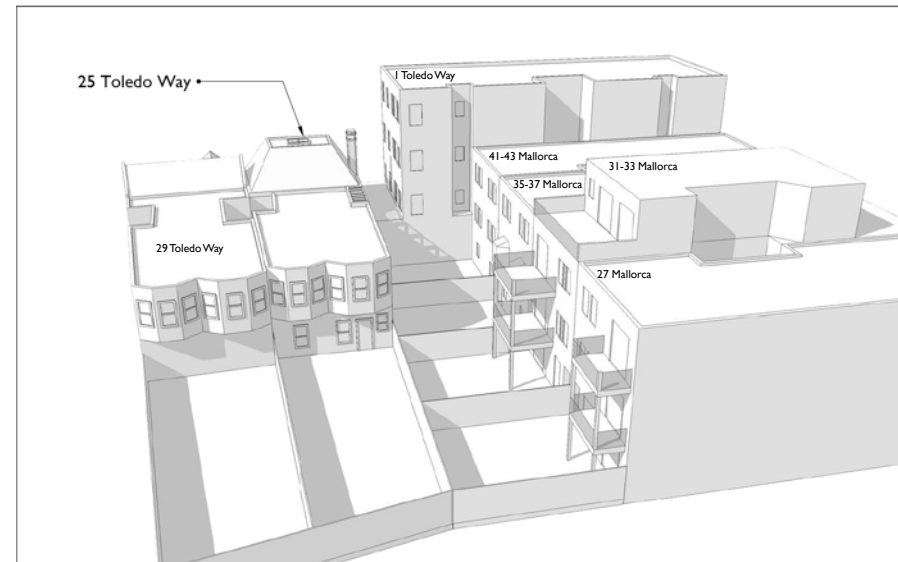 25 Toledo Way
1 Toledo Way
41-43 Mallorca
31-33 Mallorca
35-37 Mallorca
29 Toledo Way
27 Mallorca